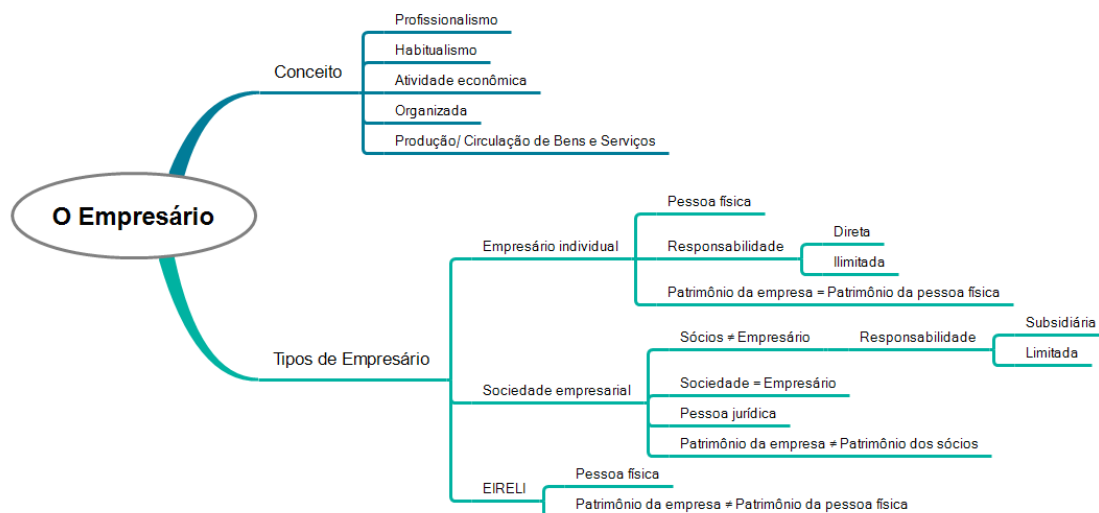 O Empresário
Conceito
Profissionalismo
Habitualismo
Atividade econômica
Organizada
Produção/ Circulação de Bens e Serviços
Tipos de Empresário
Empresário individual
Pessoa física
Responsabilidade
Direta
Ilimitada
Patrimônio da empresa = Patrimônio da pessoa física
Sociedade empresarial
Sócios ≠ Empresário
Responsabilidade
Subsidiária
Limitada
Sociedade = Empresário
Pessoa jurídica
Patrimônio da empresa ≠ Patrimônio dos sócios
EIRELI
Pessoa física
Patrimônio da empresa ≠ Patrimônio da pessoa física